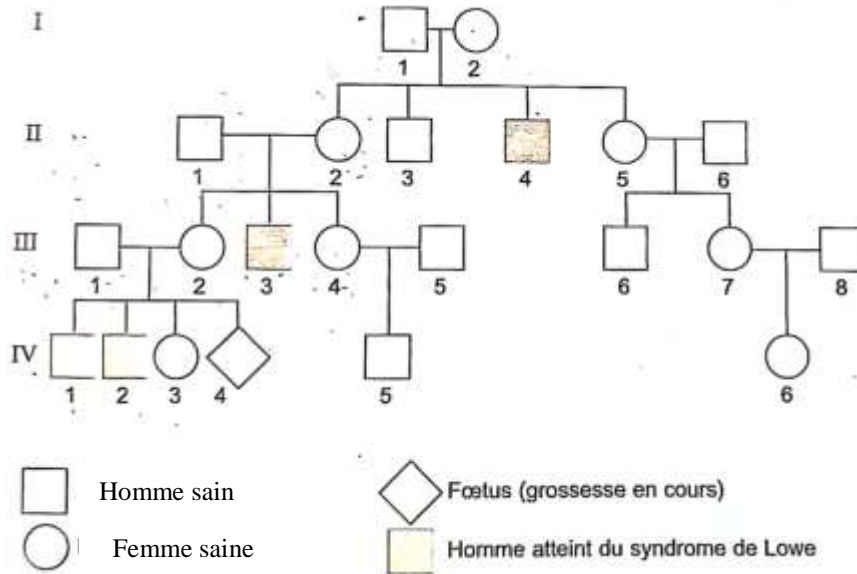 I
1 2
II
1 2 3 4 5 6
III
1 2 3 4 5 6 7 8
IV
1 2 3 4 5 6
Homme sain
Fœtus (grossesse en cours)
Femme saine
Homme atteint du syndrome de Lowe